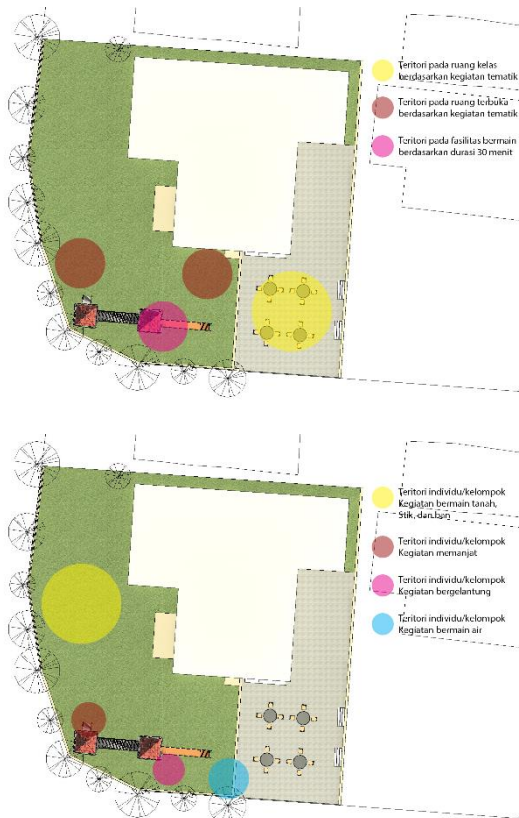 Teritori pada ruang kelas
berdasarkan kegiatan tematik
Teritori pada ruang terbuka
berdasarkan kegiatan tematik
Teritori pada fasilitas bermain
berdasarkan durasi 30 menit
Teritori individu/kelompok
Kegiatan bermain tanah,
Stik, dan ban
Teritori individu/kelompok
Kegiatan memanjat
Teritori individu/kelompok
Kegiatan bergelantung
Teritori individu/kelompok
Kegiatan bermain air